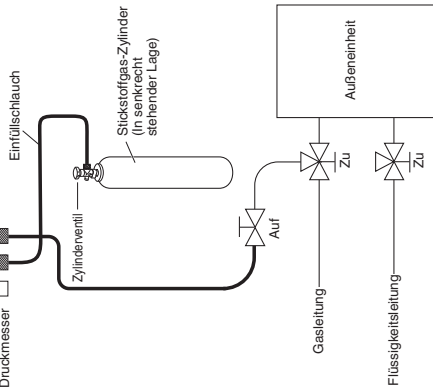 Druckmesser
Einfüllschlauch
Zylinderventil
Stickstoffgas-Zylinder
(In senkrecht
stehender Lage)
Auf
Außeneinheit
Zu
Zu
Gasleitung
Flüssigkeitsleitung